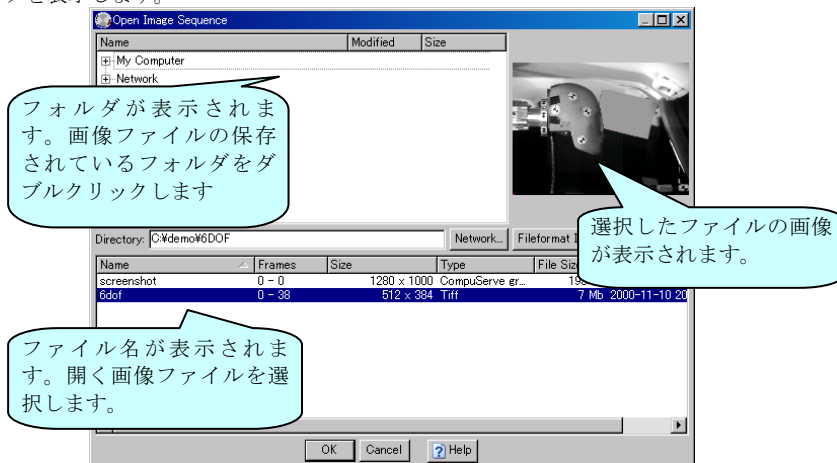 タを表示します。
Open Image Sequence
Name Modified Size
My Computer
Network
フォルダが表示されま
す。画像ファイルの保存
されているフォルダをダ
ブルクリックします
選択したファイルの画像
が表示されます。
Directory: C:¥demo¥6DOF Network... Fileformat
Name Frames Size Type File Size
screenshot 0 - 0 1280 x 1000 CompuServe gr...
6dof 0 - 38 512 x 384 Tiff 7 Mb 2000-11-10 20
ファイル名が表示されま
す。開く画像ファイルを選
択します。
OK Cancel Help